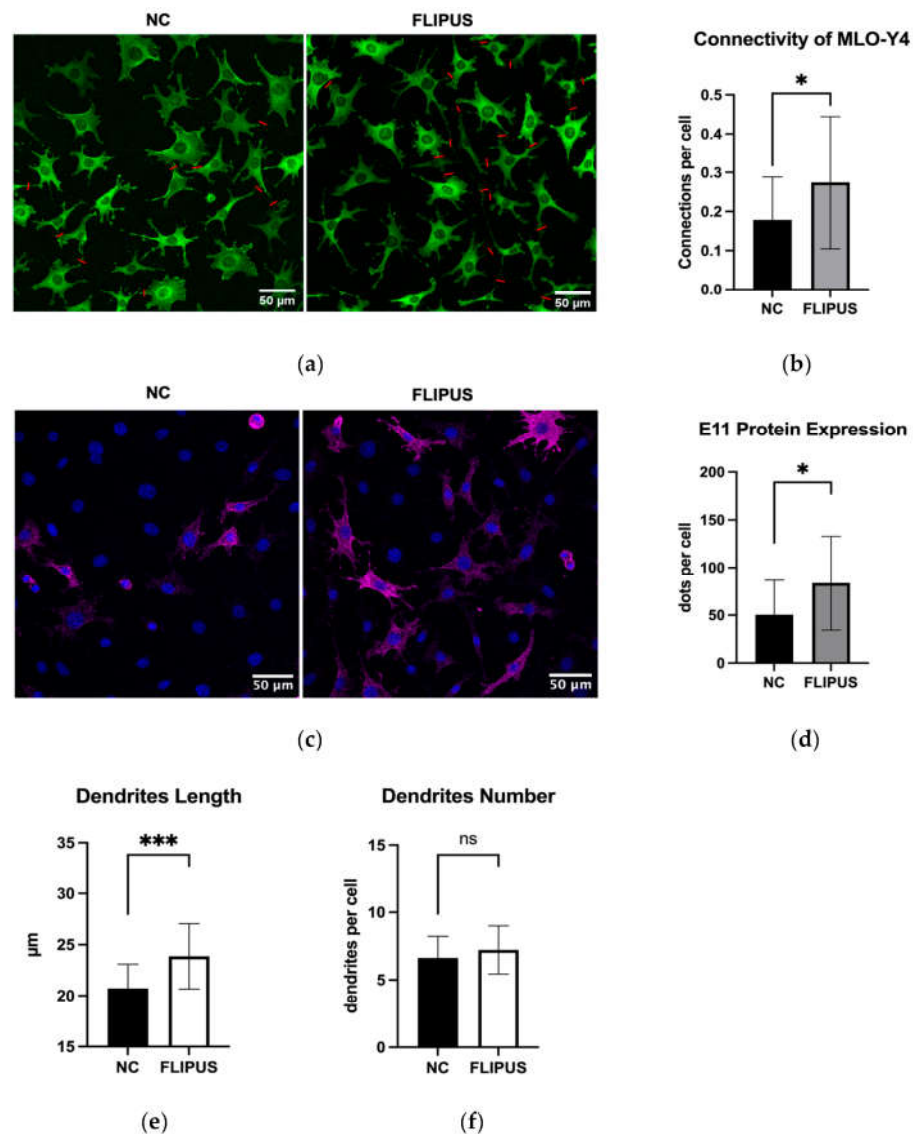 NC
FLIPUS
50 µm
50 µm
(a)
Connectivity of MLO-Y4
*
0.5
0.4
0.3
0.2
0.1
0.0
Connections per cell
NC
FLIPUS
(b)
NC
FLIPUS
50 µm
50 µm
(c)
E11 Protein Expression
*
200
150
100
50
0
dots per cell
NC
FLIPUS
(d)
Dendrites Length
***
35
30
25
20
15
µm
NC
FLIPUS
(e)
Dendrites Number
ns
15
10
5
0
dendrites per cell
NC
FLIPUS
(f)